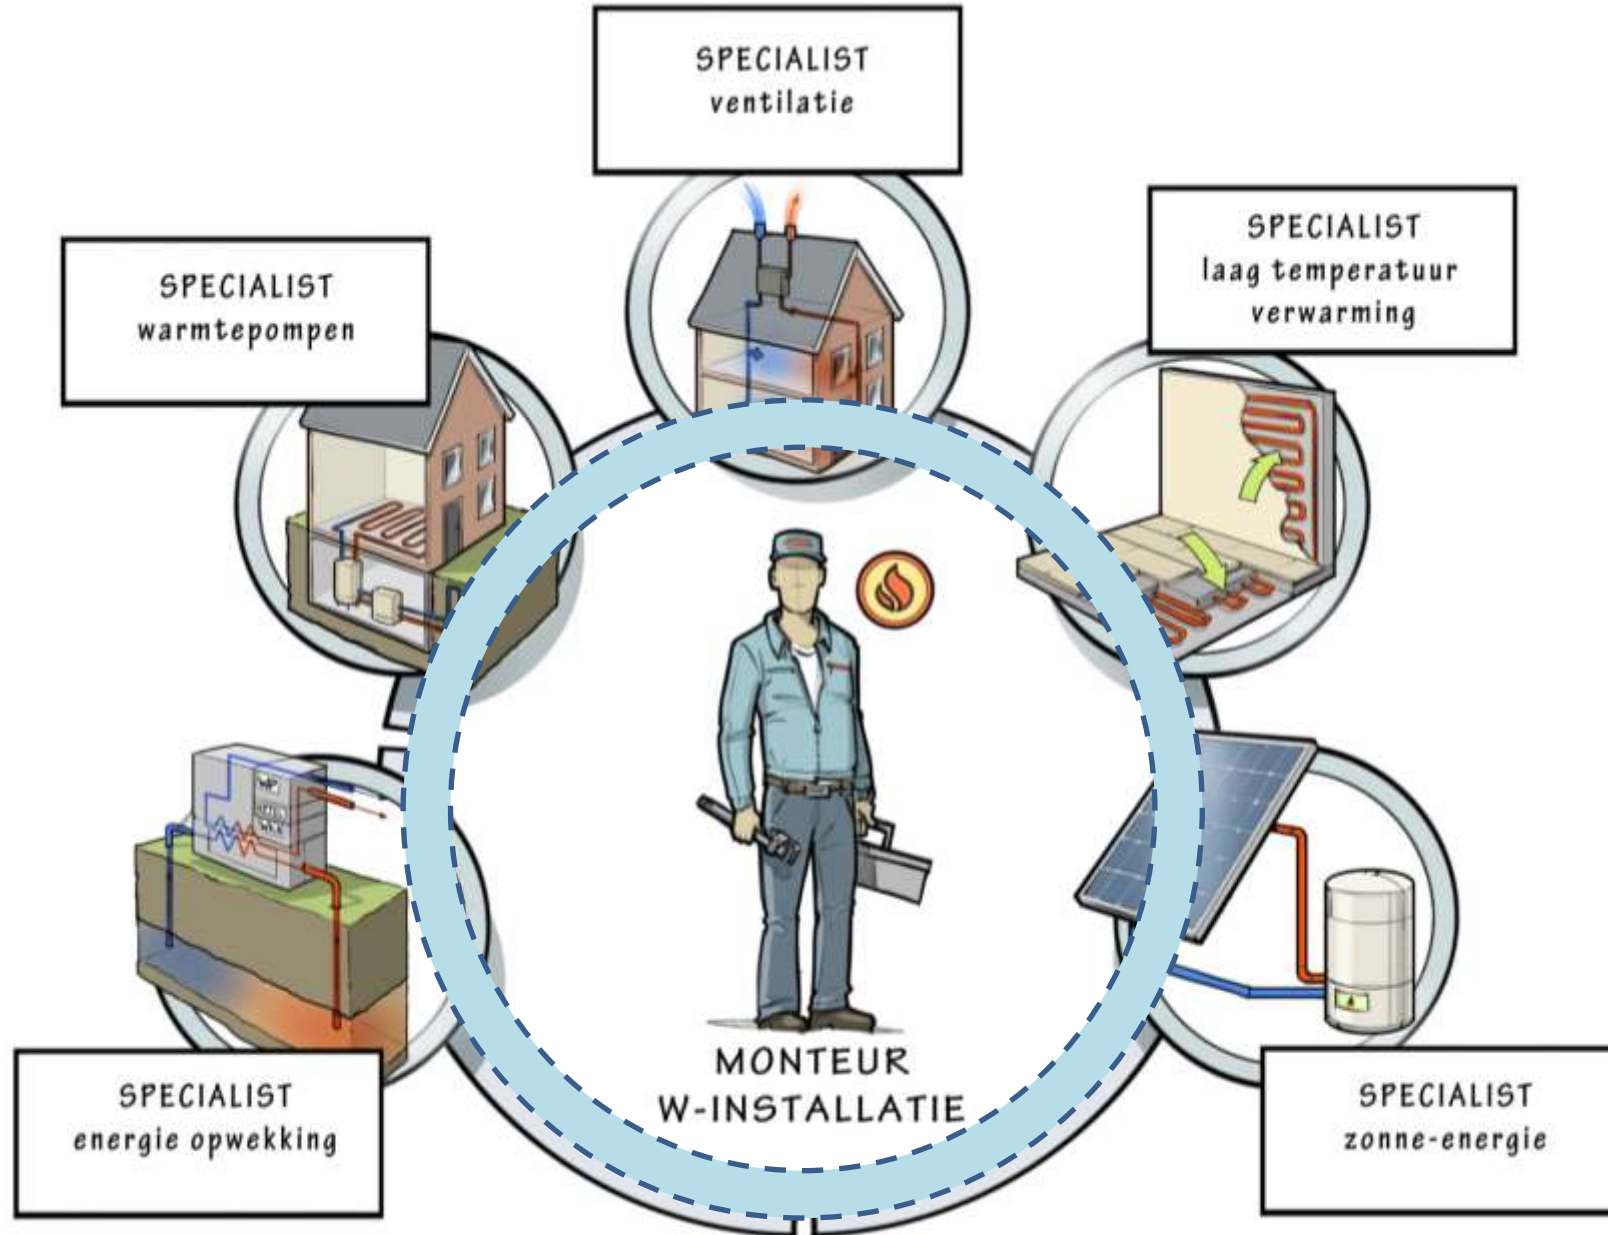 SPECIALIST
ventilatie
SPECIALIST
laag temperatuur
verwarming
SPECIALIST
warmtepompen
MONTEUR
W-INSTALLATIE
SPECIALIST
energie opwekking
SPECIALIST
zonne-energie